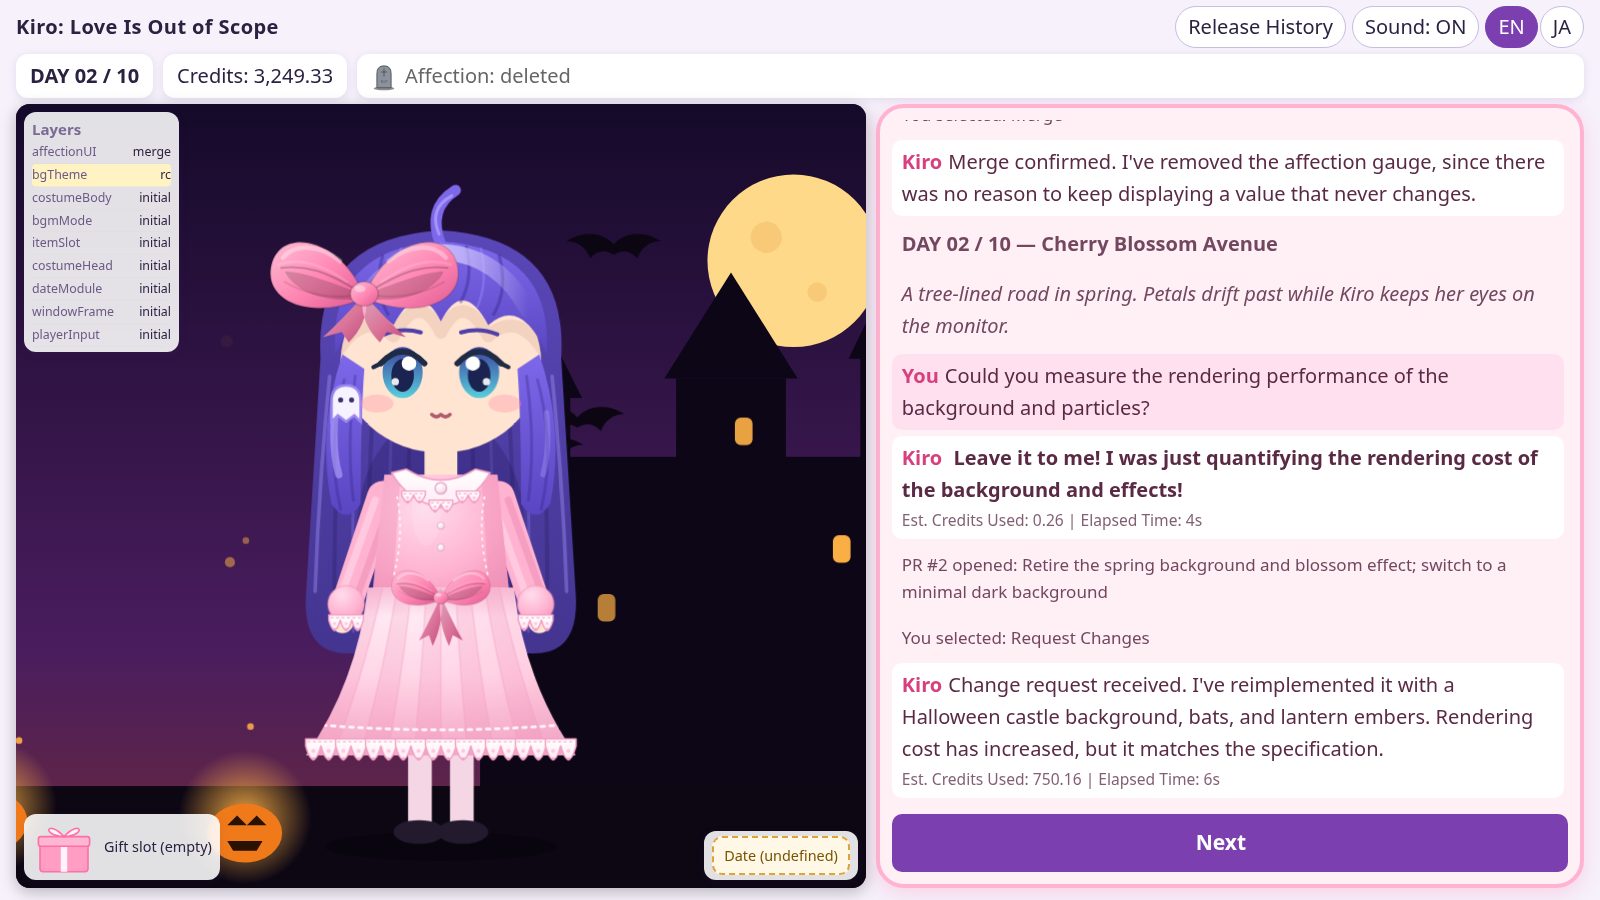 Kiro: Love Is Out of Scope
Release History
Sound: ON
EN
JA
DAY 02 / 10
Credits: 3,249.33
Affection: deleted
Layers
affectionUI merge
bgTheme rc
costumeBody initial
bgmMode initial
itemSlot initial
costumeHead initial
dateModule initial
windowFrame initial
playerInput initial
Gift slot (empty)
Date (undefined)
You selected: Merge
Kiro Merge confirmed. I've removed the affection gauge, since there
was no reason to keep displaying a value that never changes.
DAY 02 / 10 — Cherry Blossom Avenue
A tree-lined road in spring. Petals drift past while Kiro keeps her eyes on
the monitor.
You Could you measure the rendering performance of the
background and particles?
Kiro Leave it to me! I was just quantifying the rendering cost of
the background and effects!
Est. Credits Used: 0.26 | Elapsed Time: 4s
PR #2 opened: Retire the spring background and blossom effect; switch to a
minimal dark background
You selected: Request Changes
Kiro Change request received. I've reimplemented it with a
Halloween castle background, bats, and lantern embers. Rendering
cost has increased, but it matches the specification.
Est. Credits Used: 750.16 | Elapsed Time: 6s
Next